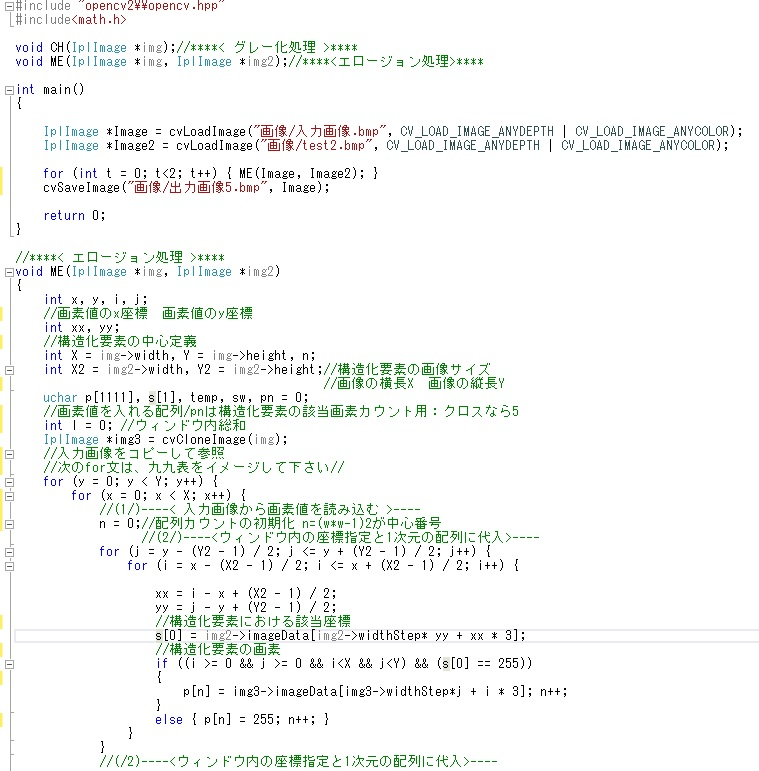 #include "opencv2¥¥opencv.hpp"
#include<math.h>
void CH(IplImage *img);//****< グレー化処理 >****
void ME(IplImage *img, IplImage *img2);//****<エロージョン処理>****
int main()
{
IplImage *Image = cvLoadImage("画像/入力画像.bmp", CV_LOAD_IMAGE_ANYDEPTH | CV_LOAD_IMAGE_ANYCOLOR);
IplImage *Image2 = cvLoadImage("画像/test2.bmp", CV_LOAD_IMAGE_ANYDEPTH | CV_LOAD_IMAGE_ANYCOLOR);
for (int t = 0; t<2; t++) { ME(Image, Image2); }
cvSaveImage("画像/出力画像5.bmp", Image);
return 0;
}
//****< エロージョン処理 >****
void ME(IplImage *img, IplImage *img2)
{
int x, y, i, j;
//画素値のx座標　画素値のy座標
int xx, yy;
//構造化要素の中心定義
int X = img->width, Y = img->height, n;
int X2 = img2->width, Y2 = img2->height;//構造化要素の画像サイズ
//画像の横長X　画像の縦長Y
uchar p[1111], s[1], temp, sw, pn = 0;
//画素値を入れる配列/pnは構造化要素の該当画素カウント用：クロスなら5
int l = 0; //ウィンドウ内総和
IplImage *img3 = cvCloneImage(img);
//入力画像をコピーして参照
//次のfor文は、九九表をイメージして下さい//
for (y = 0; y < Y; y++) {
for (x = 0; x < X; x++) {
//(1/)----< 入力画像から画素値を読み込む >----
n = 0;//配列カウントの初期化 n=(w*w-1)2が中心番号
//(2/)----<ウィンドウ内の座標指定と1次元の配列に代入>----
for (j = y - (Y2 - 1) / 2; j <= y + (Y2 - 1) / 2; j++) {
for (i = x - (X2 - 1) / 2; i <= x + (X2 - 1) / 2; i++) {
xx = i - x + (X2 - 1) / 2;
yy = j - y + (Y2 - 1) / 2;
//構造化要素における該当座標
s[0] = img2->imageData[img2->widthStep* yy + xx * 3];
//構造化要素の画素
if ((i >= 0 && j >= 0 && i<X && j<Y) && (s[0] == 255))
{
p[n] = img3->imageData[img3->widthStep*j + i * 3]; n++;
}
else { p[n] = 255; n++; }
}
}
//(/2)----<ウィンドウ内の座標指定と1次元の配列に代入>----